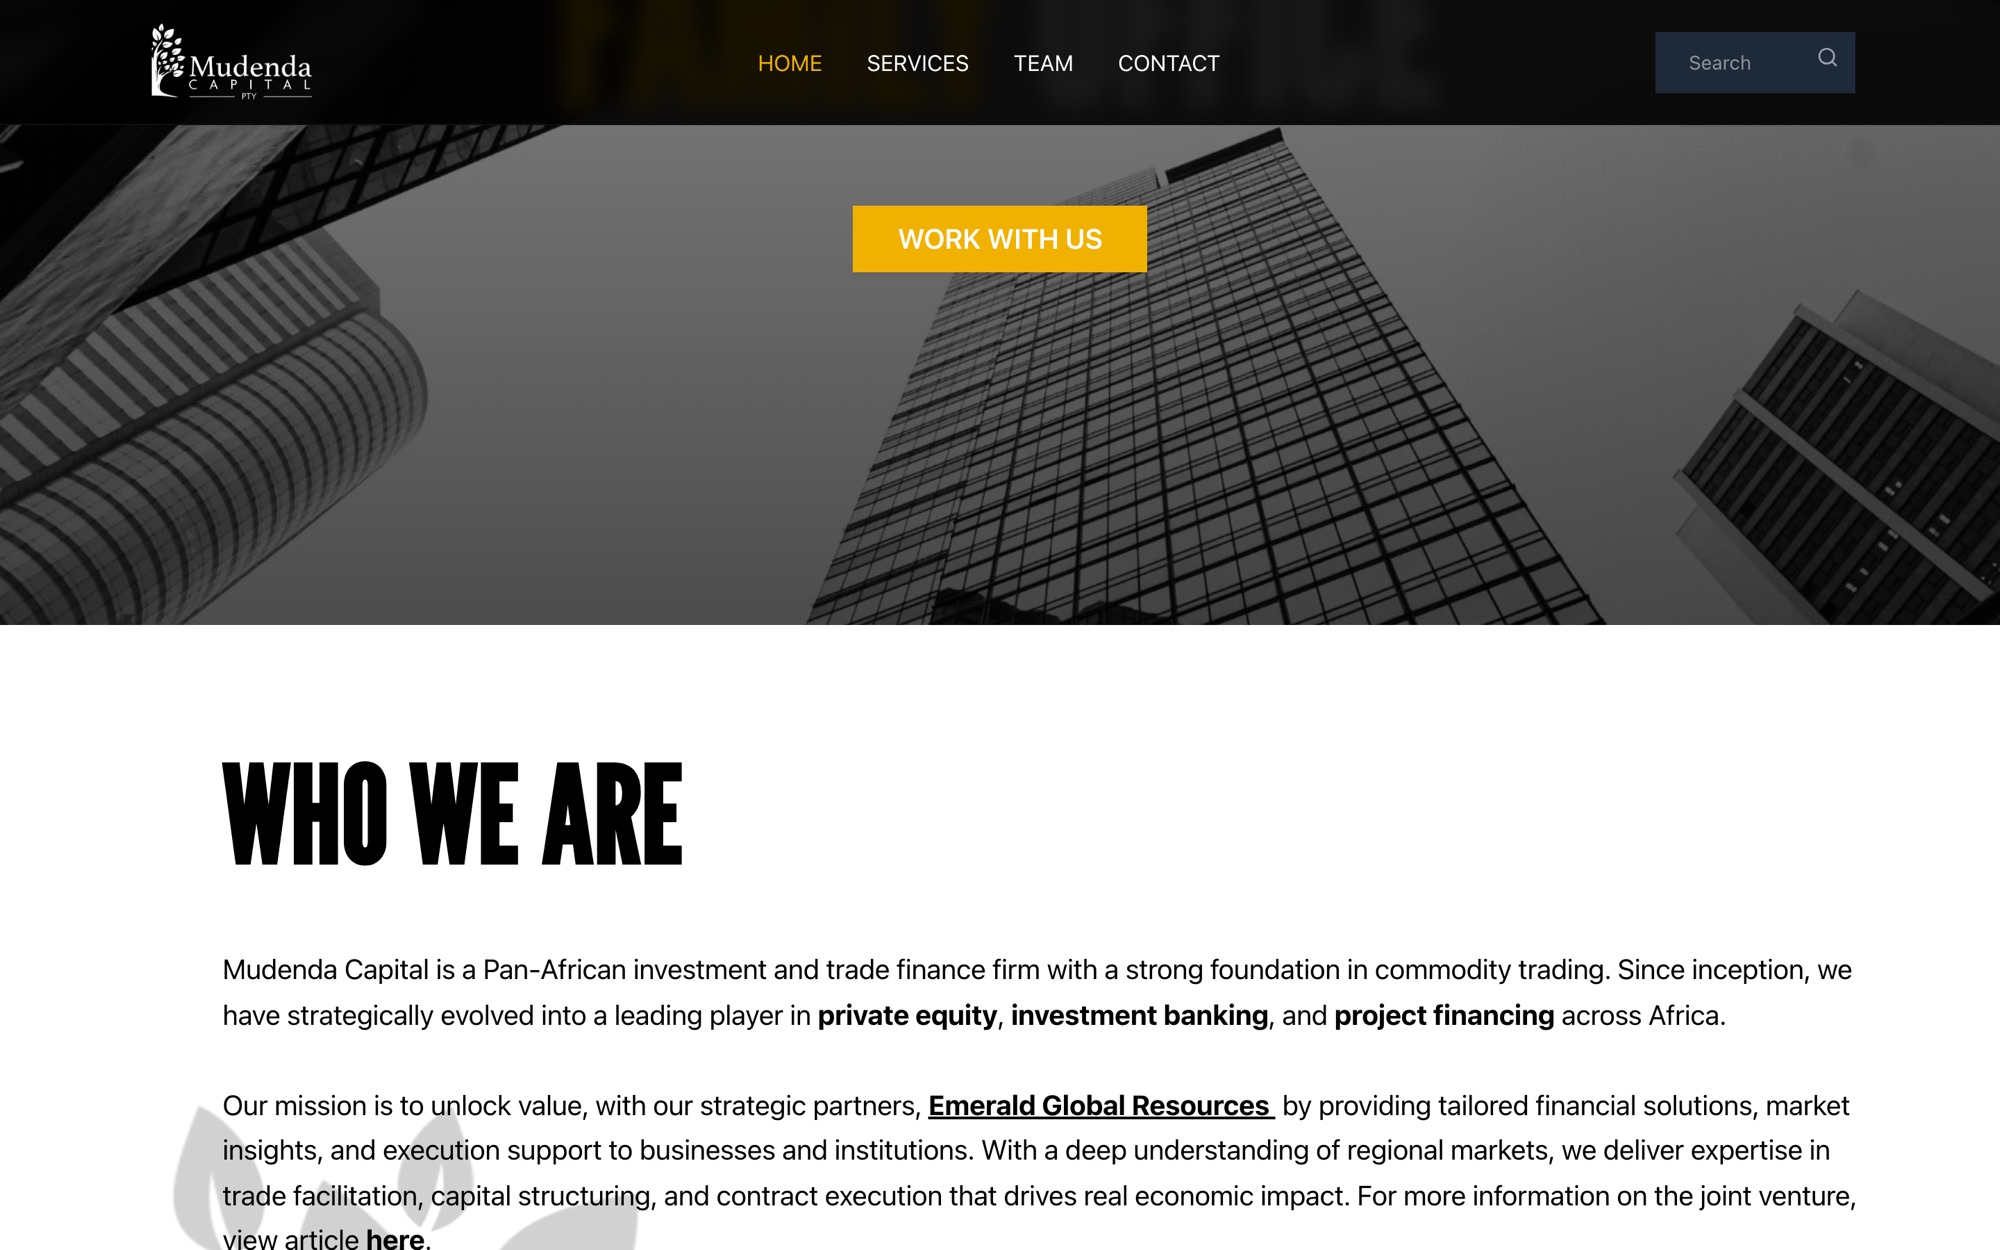 FAMILY OFFICE
Mudenda
CAPITAL
PTY
HOME
SERVICES
TEAM
CONTACT
Search
WORK WITH US
WHO WE ARE
Mudenda Capital is a Pan-African investment and trade finance firm with a strong foundation in commodity trading. Since inception, we
have strategically evolved into a leading player in private equity, investment banking, and project financing across Africa.
Our mission is to unlock value, with our strategic partners, Emerald Global Resources by providing tailored financial solutions, market
insights, and execution support to businesses and institutions. With a deep understanding of regional markets, we deliver expertise in
trade facilitation, capital structuring, and contract execution that drives real economic impact. For more information on the joint venture,
view article here.